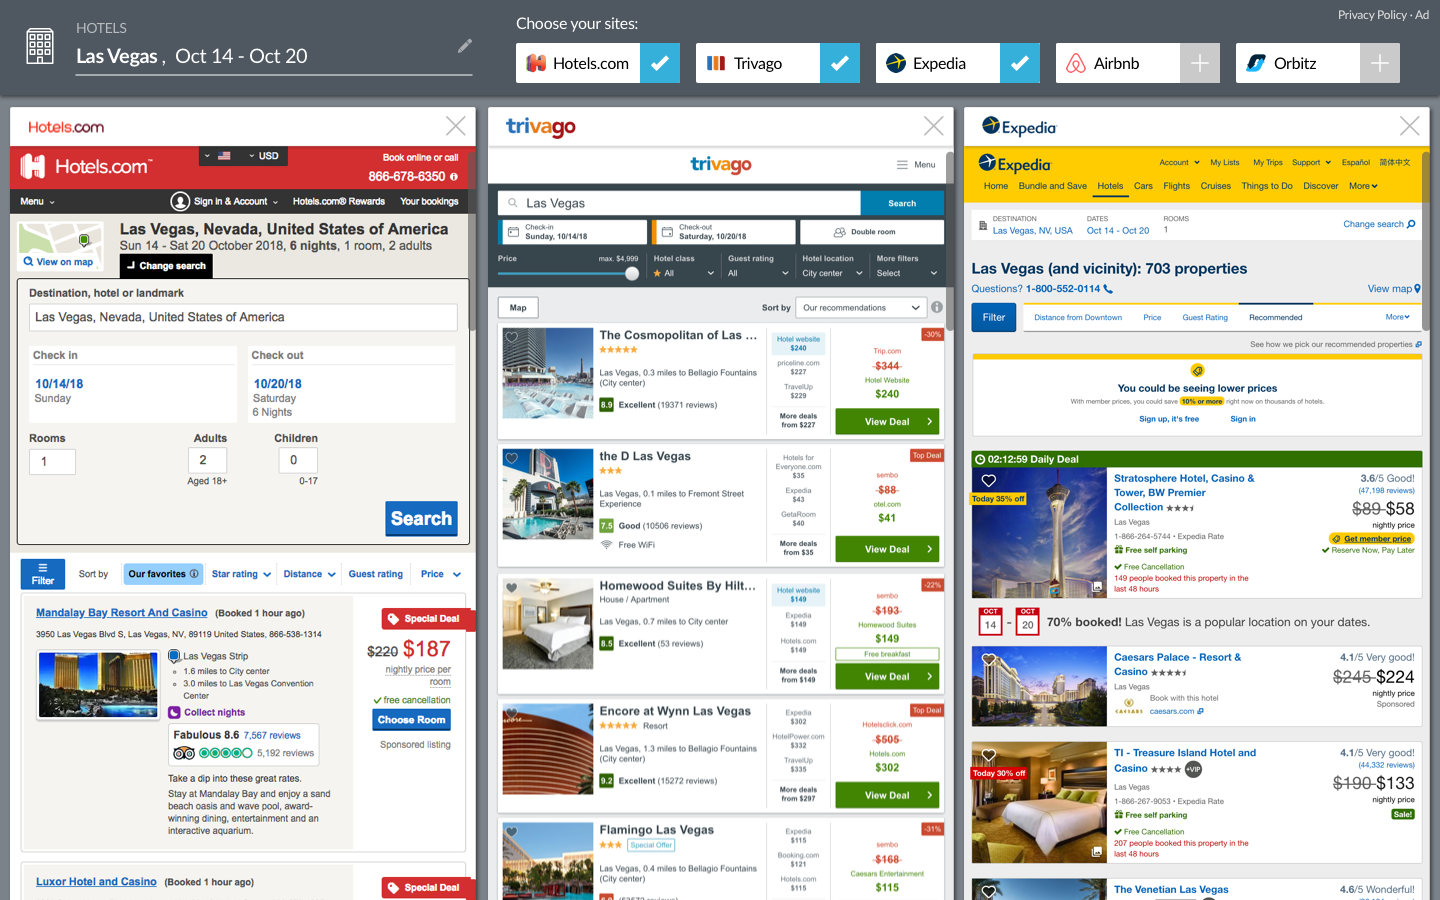 HOTELS
Las Vegas , Oct 14 - Oct 20
Choose your sites:
Hotels.com
Trivago
Expedia
Airbnb
Orbitz
Privacy Policy · Ad
Hotels.com
Hotels.com™
USD
Book online or call
866-678-6350
Menu
Sign in & Account
Hotels.com® Rewards
Your bookings
View on map
Las Vegas, Nevada, United States of America
Sun 14 - Sat 20 October 2018, 6 nights, 1 room, 2 adults
Change search
Destination, hotel or landmark
Las Vegas, Nevada, United States of America
Check in
Check out
10/14/18
10/20/18
Sunday
Saturday
6 Nights
Rooms
Adults
Children
1
2
0
Aged 18+
0-17
Search
Filter
Sort by
Our favorites
Star rating
Distance
Guest rating
Price
Mandalay Bay Resort And Casino (Booked 1 hour ago)
Special Deal
3950 Las Vegas Blvd S, Las Vegas, NV, 89119 United States, 866-538-1314
$220 $187
nightly price per
room
free cancellation
Choose Room
Sponsored listing
Las Vegas Strip
1.6 miles to City center
3.0 miles to Las Vegas Convention
Center
Collect nights
Fabulous 8.6 7,567 reviews
5,192 reviews
Take a dip into these great rates.
Stay at Mandalay Bay and enjoy a sand
beach oasis and wave pool, award-
winning dining, entertainment and an
interactive aquarium.
Luxor Hotel and Casino (Booked 1 hour ago)
Special Deal
trivago
trivago
Menu
Las Vegas
Search
Check-in
Sunday, 10/14/18
Check-out
Saturday, 10/20/18
Double room
Price
max. $4,999
Hotel class
All
Guest rating
All
Hotel location
City center
More filters
Select
Map
Sort by
Our recommendations
The Cosmopolitan of Las ...
-30%
Las Vegas, 0.3 miles to Bellagio Fountains
(City center)
8.9 Excellent (19371 reviews)
Hotel website
$240
priceline.com
$227
TravelUp
$229
More deals
from $227
Trip.com
$344
Hotel Website
$240
View Deal
the D Las Vegas
Top Deal
Las Vegas, 0.1 miles to Fremont Street
Experience
7.5 Good (10506 reviews)
Free WiFi
Hotels for
Everyone.com
$35
Expedia
$43
GetaRoom
$40
More deals
from $35
sembo
$88
otel.com
$41
View Deal
Homewood Suites By Hilt...
-22%
House / Apartment
Las Vegas, 0.7 miles to City center
8.5 Excellent (53 reviews)
Hotel website
$149
Expedia
$149
Hotels.com
$149
More deals
from $149
sembo
$193
Homewood Suites
$149
Free breakfast
View Deal
Encore at Wynn Las Vegas
Top Deal
Resort
Las Vegas, 1.3 miles to Bellagio Fountains
(City center)
9.2 Excellent (15272 reviews)
Expedia
$302
HotelPower.com
$332
TravelUp
$335
More deals
from $297
Hotelsclick.com
$505
Hotels.com
$302
View Deal
Flamingo Las Vegas
-31%
Special Offer
Las Vegas, 0.4 miles to Bellagio Fountains
(City center)
Expedia
$115
Booking.com
$121
Hotels.com
$115
sembo
$168
Caesars Entertainment
$115
Expedia
Expedia
Account
My Lists
My Trips
Support
Español
简体中文
Home
Bundle and Save
Hotels
Cars
Flights
Cruises
Things to Do
Discover
More
DESTINATION
Las Vegas, NV, USA
DATES
Oct 14 - Oct 20
ROOMS
1
Change search
Las Vegas (and vicinity): 703 properties
Questions? 1-800-552-0114
View map
Filter
Distance from Downtown
Price
Guest Rating
Recommended
More
See how we pick our recommended properties
You could be seeing lower prices
With member prices, you could save 10% or more right now on thousands of hotels.
Sign up, it's free
Sign in
02:12:59 Daily Deal
Today 35% off
Stratosphere Hotel, Casino &
Tower, BW Premier
Collection
Las Vegas
1-866-264-5744 • Expedia Rate
Free self parking
Free Cancellation
149 people booked this property in the
last 48 hours
3.6/5 Good!
(47,198 reviews)
$89 $58
nightly price
Get member price
Reserve Now, Pay Later
OCT
14
-
OCT
20
70% booked! Las Vegas is a popular location on your dates.
Caesars Palace - Resort &
Casino
Las Vegas
Book with this hotel
CAESARS
caesars.com
4.1/5 Very good!
$245 $224
nightly price
Sponsored
Today 30% off
TI - Treasure Island Hotel and
Casino
+VIP
Las Vegas
1-866-267-9053 • Expedia Rate
Free self parking
Free Cancellation
207 people booked this property in the
last 48 hours
4.1/5 Very good!
(44,332 reviews)
$190 $133
nightly price
Sale!
The Venetian Las Vegas
4.6/5 Wonderful!